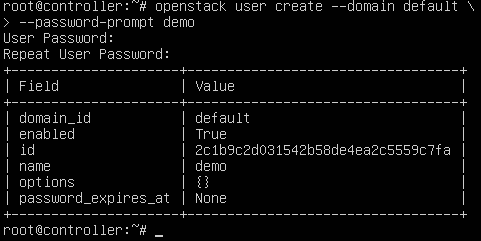 root@controller:~# openstack user create --domain default \
> --password-prompt demo
User Password:
Repeat User Password:
+---------------------+----------------------------------+
| Field               | Value                            |
+---------------------+----------------------------------+
| domain_id           | default                          |
| enabled             | True                             |
| id                  | 2c1b9c2d031542b58de4ea2c5559c7fa |
| name                | demo                             |
| options             | {}                               |
| password_expires_at | None                             |
+---------------------+----------------------------------+
root@controller:~# _